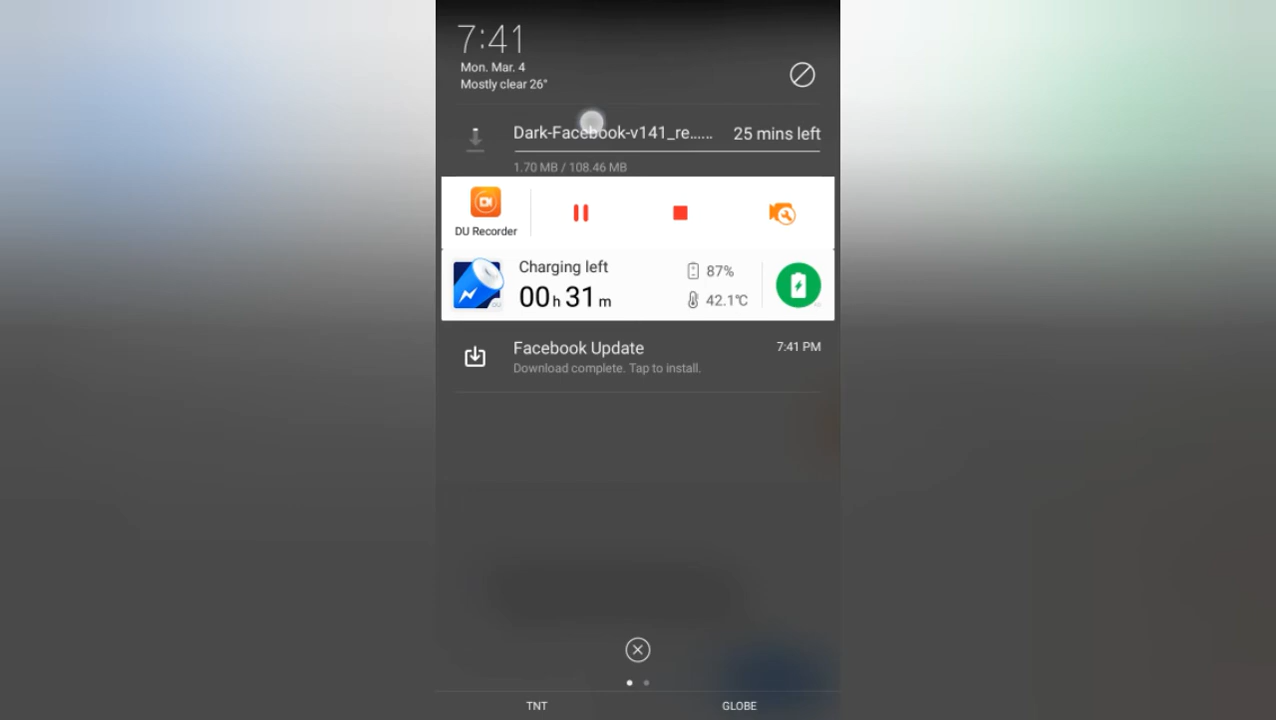 7:41
Mon. Mar. 4
Mostly clear 26°
Dark-Facebook-v141_re...... 25 mins left
1.70 MB / 108.46 MB
DU Recorder
Charging left
87%
00 h 31 m
42.1°C
Facebook Update
7:41 PM
Download complete. Tap to install.
TNT
GLOBE